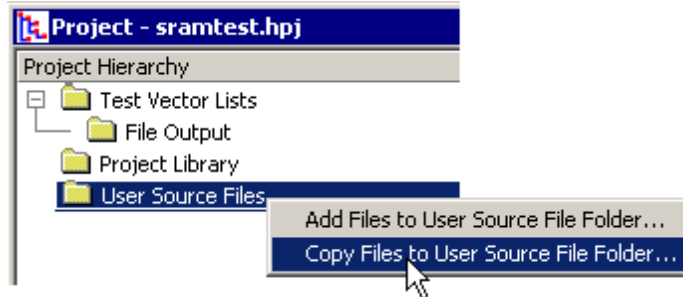 Project - sramtest.hpj
Project Hierarchy
Test Vector Lists
File Output
Project Library
User Source Files
Add Files to User Source File Folder...
Copy Files to User Source File Folder...